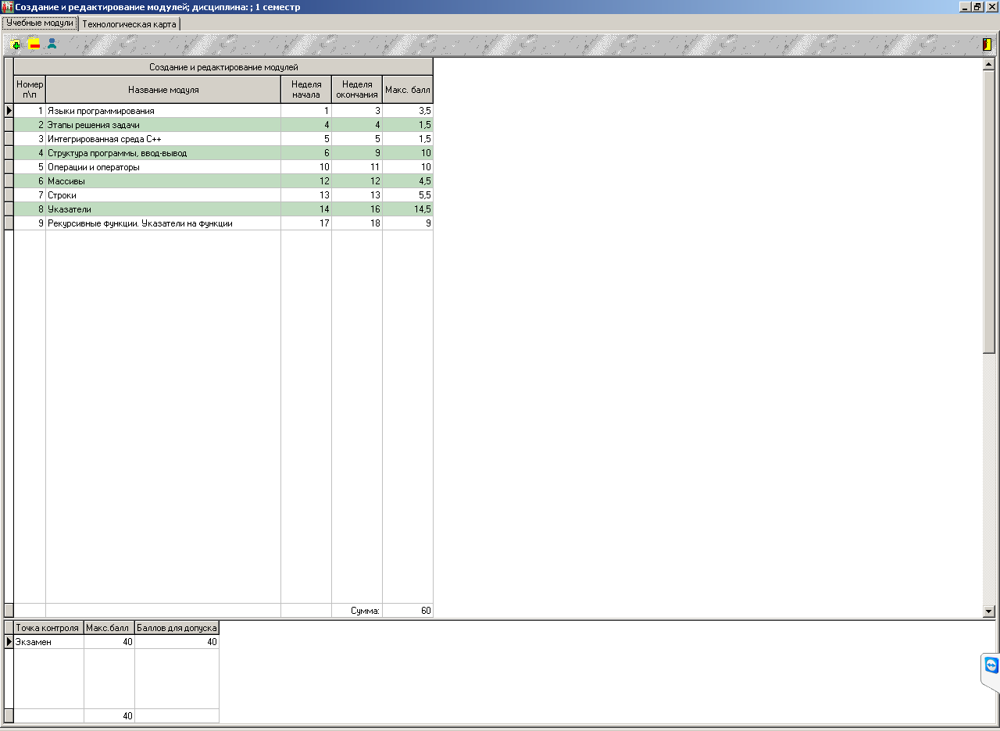 Создание и редактирование модулей; дисциплина: ; 1 семестр
Учебные модули Технологическая карта
Создание и редактирование модулей
Номер п\п Название модуля Неделя начала Неделя окончания Макс. балл
1 Языки программирования 1 3 3,5
2 Этапы решения задачи 4 4 1,5
3 Интегрированная среда C++ 5 5 1,5
4 Структура программы, ввод-вывод 6 9 10
5 Операции и операторы 10 11 10
6 Массивы 12 12 4,5
7 Строки 13 13 5,5
8 Указатели 14 16 14,5
9 Рекурсивные функции. Указатели на функции 17 18 9
Сумма: 60
Точка контроля Макс.балл Баллов для допуска
Экзамен 40 40
40